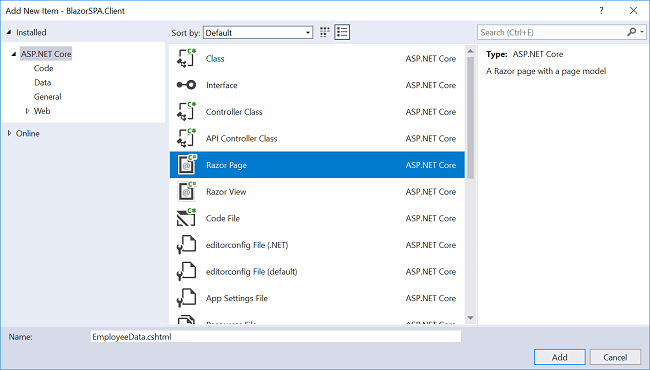 Add New Item - BlazorSPA.Client
Installed
Sort by: Default
Search (Ctrl+E)
ASP.NET Core
Code
Data
General
Web
Online
Class ASP.NET Core
Interface ASP.NET Core
Controller Class ASP.NET Core
API Controller Class ASP.NET Core
Razor Page ASP.NET Core
Razor View ASP.NET Core
Code File ASP.NET Core
editorconfig File (.NET) ASP.NET Core
editorconfig File (default) ASP.NET Core
App Settings File ASP.NET Core
Resources File ASP.NET Core
Type: ASP.NET Core
A Razor page with a page model
Name: EmployeeData.cshtml
Add Cancel